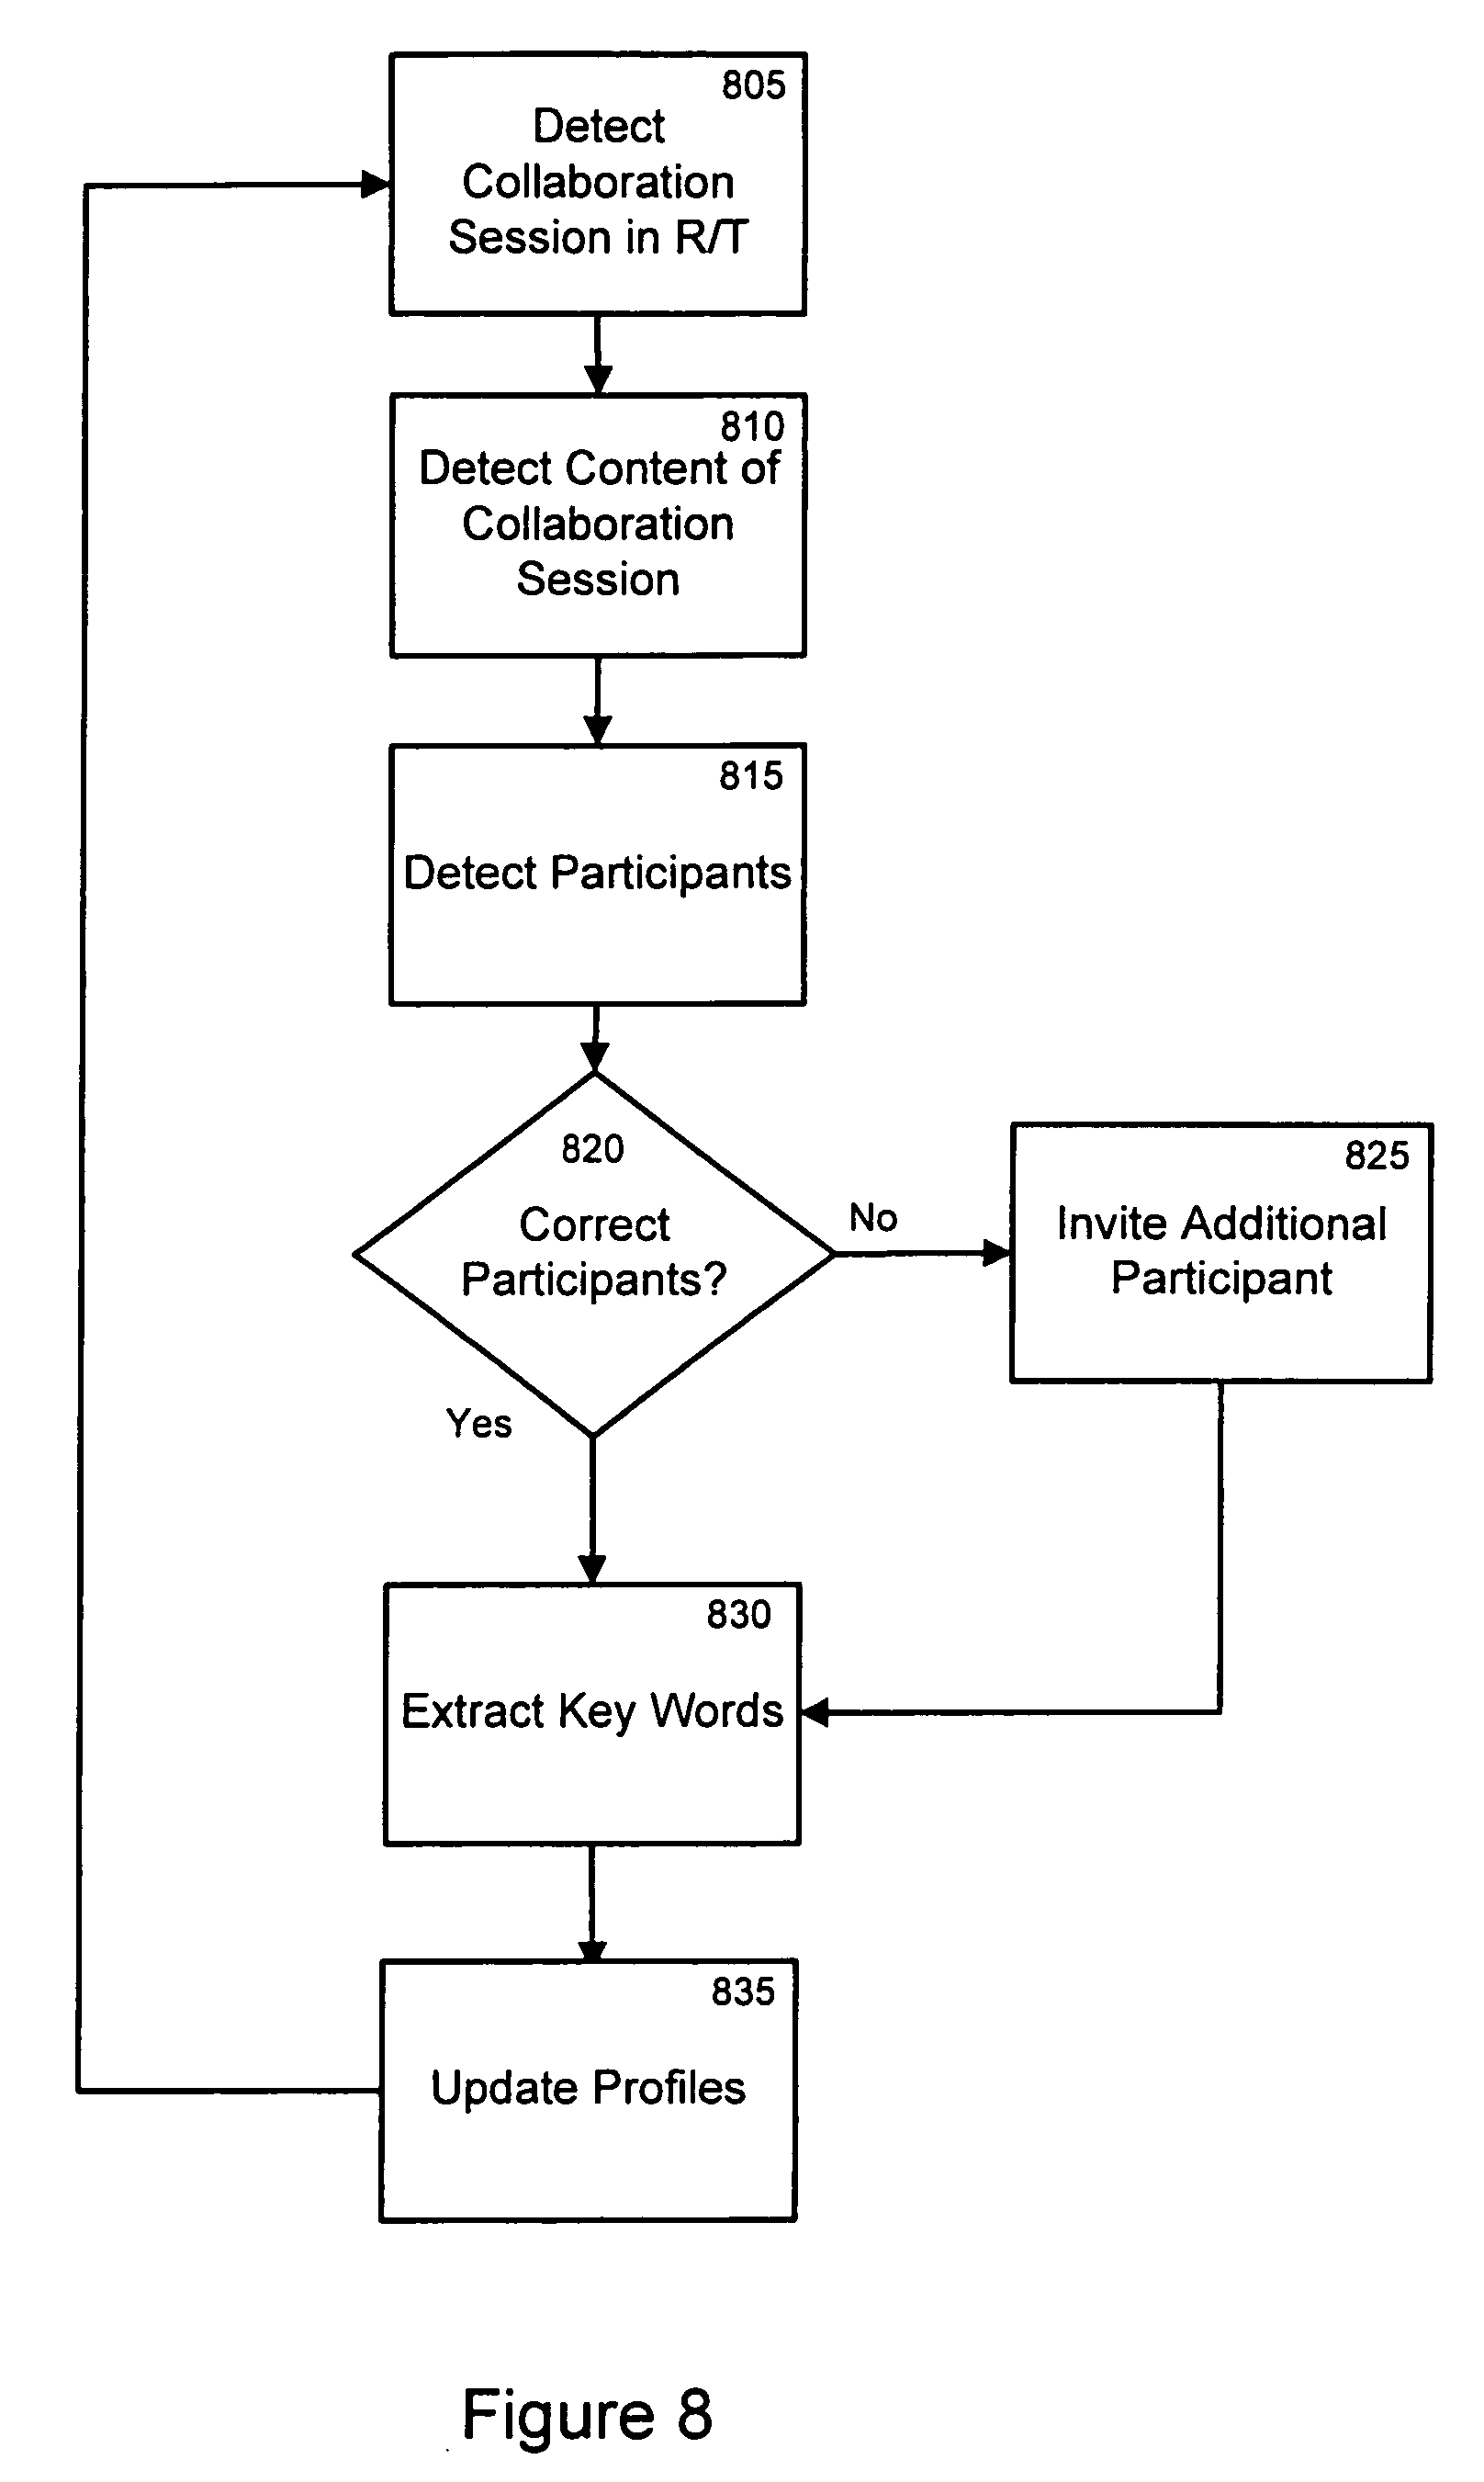 805
Detect
Collaboration
Session in R/T
810
Detect Content of
Collaboration
Session
815
Detect Participants
820
Correct
Participants?
No
825
Invite Additional
Participant
Yes
830
Extract Key Words
835
Update Profiles
Figure 8